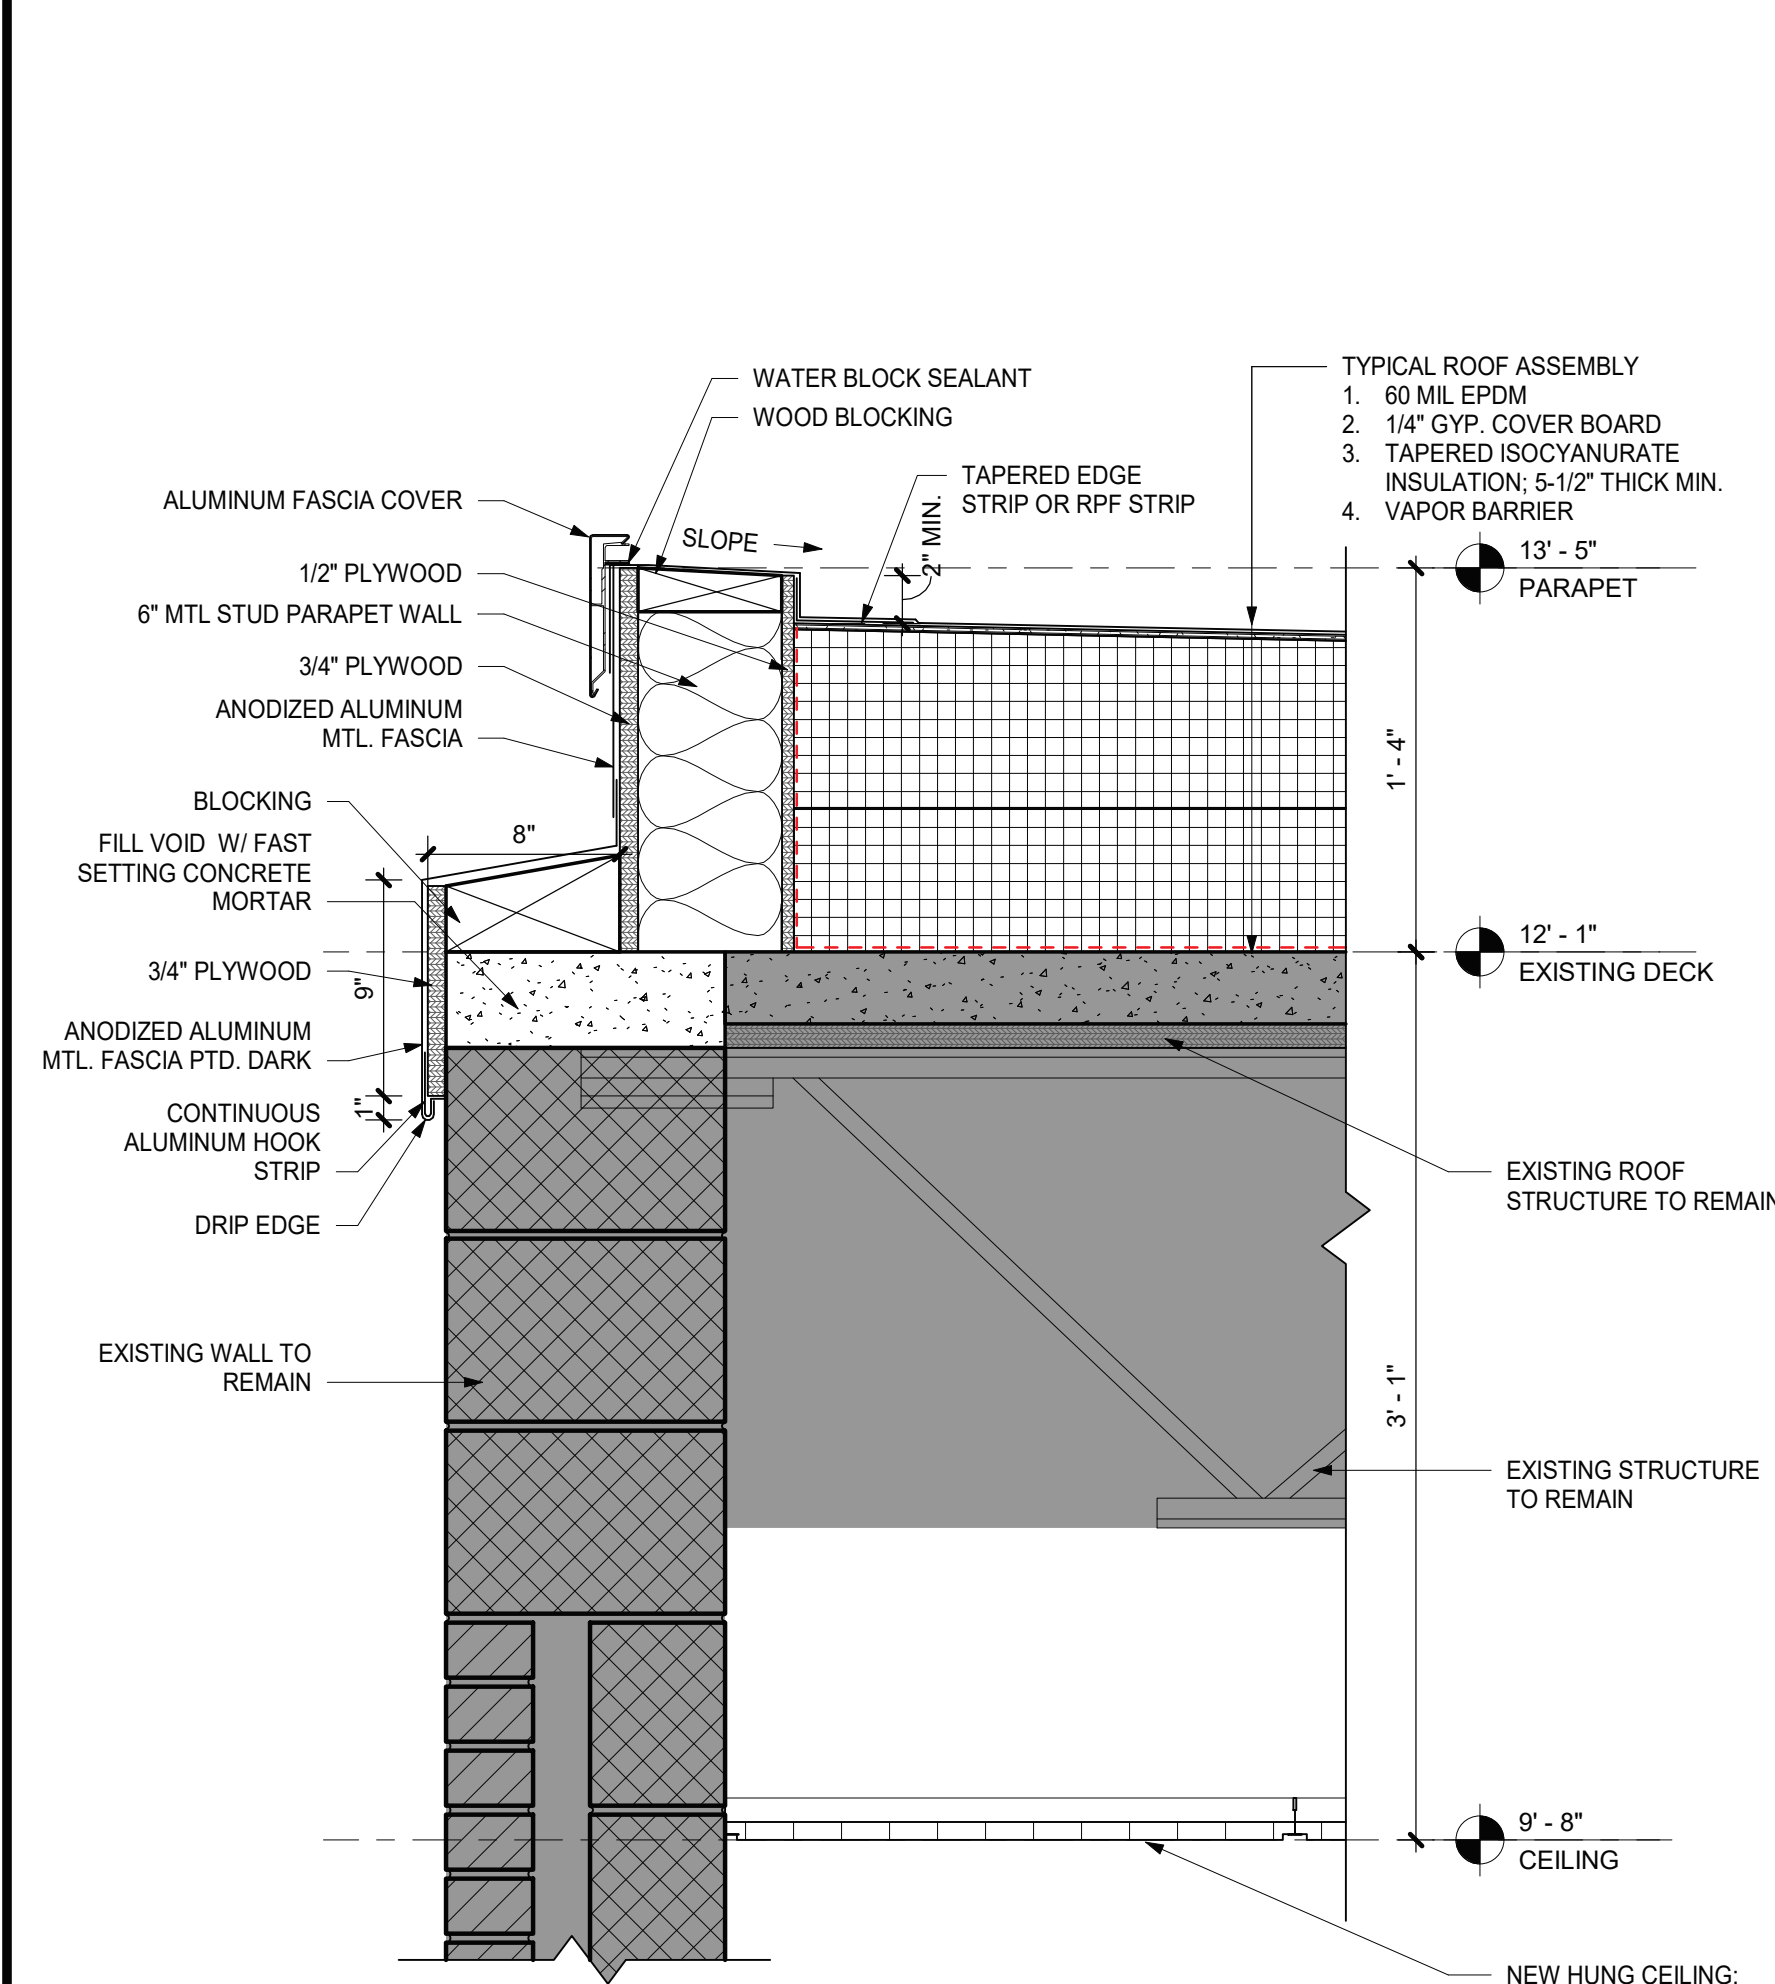 WATER BLOCK SEALANT
WOOD BLOCKING
TAPERED EDGE
STRIP OR RPF STRIP
TYPICAL ROOF ASSEMBLY
1. 60 MIL EPDM
2. 1/4" GYP. COVER BOARD
3. TAPERED ISOCYANURATE
INSULATION; 5-1/2" THICK MIN.
4. VAPOR BARRIER
ALUMINUM FASCIA COVER
SLOPE
2" MIN.
13' - 5"
PARAPET
1/2" PLYWOOD
6" MTL STUD PARAPET WALL
3/4" PLYWOOD
ANODIZED ALUMINUM
MTL. FASCIA
1' - 4"
BLOCKING
8"
FILL VOID W/ FAST
SETTING CONCRETE
MORTAR
12' - 1"
EXISTING DECK
3/4" PLYWOOD
9"
ANODIZED ALUMINUM
MTL. FASCIA PTD. DARK
1"
CONTINUOUS
ALUMINUM HOOK
STRIP
DRIP EDGE
EXISTING ROOF
STRUCTURE TO REMAIN
EXISTING WALL TO
REMAIN
3' - 1"
EXISTING STRUCTURE
TO REMAIN
9' - 8"
CEILING
NEW HUNG CEILING: